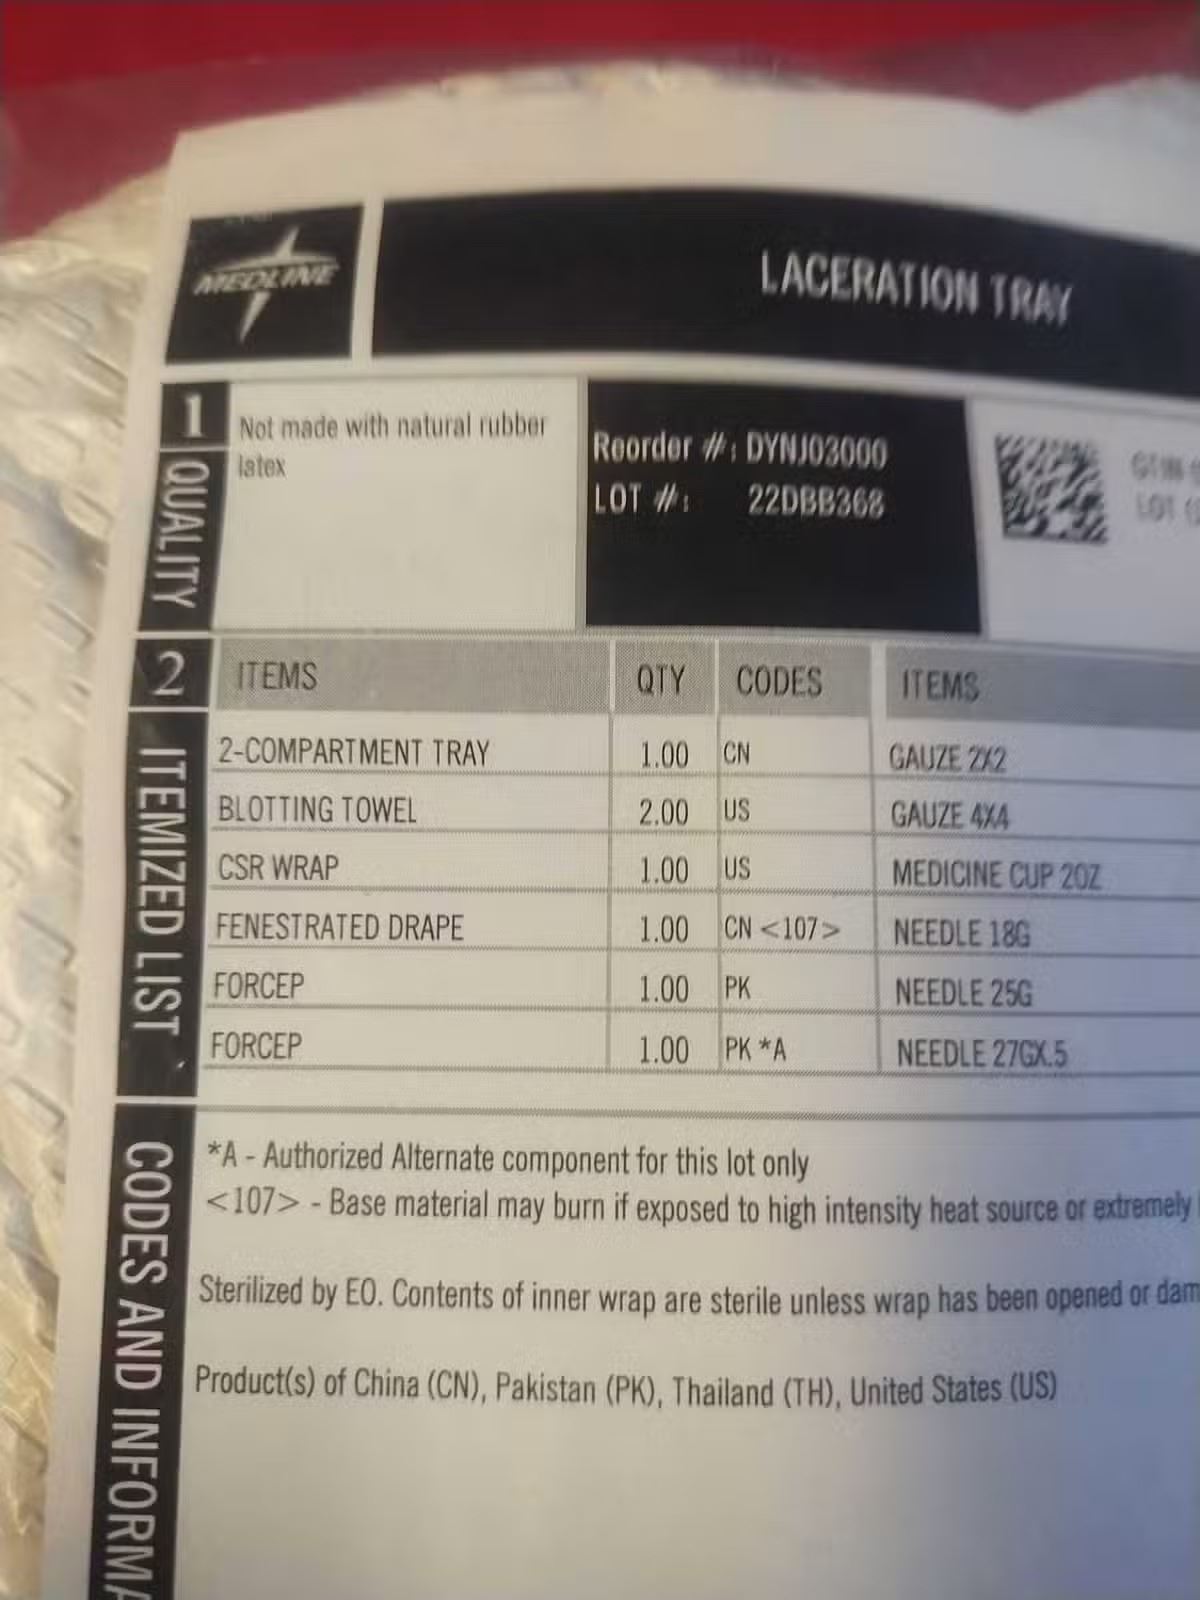 MEDLINE
LACERATION TRAY
1
QUALITY
Not made with natural rubber
latex
Reorder #: DYNJ03000
LOT #: 22DBB368
GTIN
LOT
2
ITEMIZED LIST
ITEMS QTY CODES ITEMS
2-COMPARTMENT TRAY 1.00 CN GAUZE 2X2
BLOTTING TOWEL 2.00 US GAUZE 4X4
CSR WRAP 1.00 US MEDICINE CUP 2OZ
FENESTRATED DRAPE 1.00 CN <107> NEEDLE 18G
FORCEP 1.00 PK NEEDLE 25G
FORCEP 1.00 PK *A NEEDLE 27GX.5
CODES AND INFORMA
*A - Authorized Alternate component for this lot only
<107> - Base material may burn if exposed to high intensity heat source or extremely
Sterilized by EO. Contents of inner wrap are sterile unless wrap has been opened or dam
Product(s) of China (CN), Pakistan (PK), Thailand (TH), United States (US)